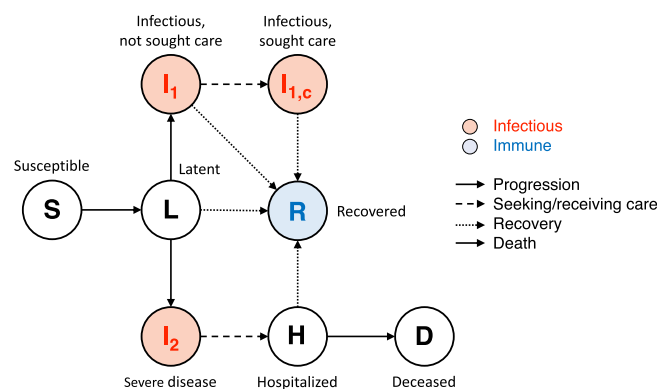 Infectious,
not sought care
Infectious,
sought care
I1
I1,c
Infectious
Immune
Susceptible
Latent
S
L
R
Recovered
Progression
Seeking/receiving care
Recovery
Death
I2
H
D
Severe disease
Hospitalized
Deceased